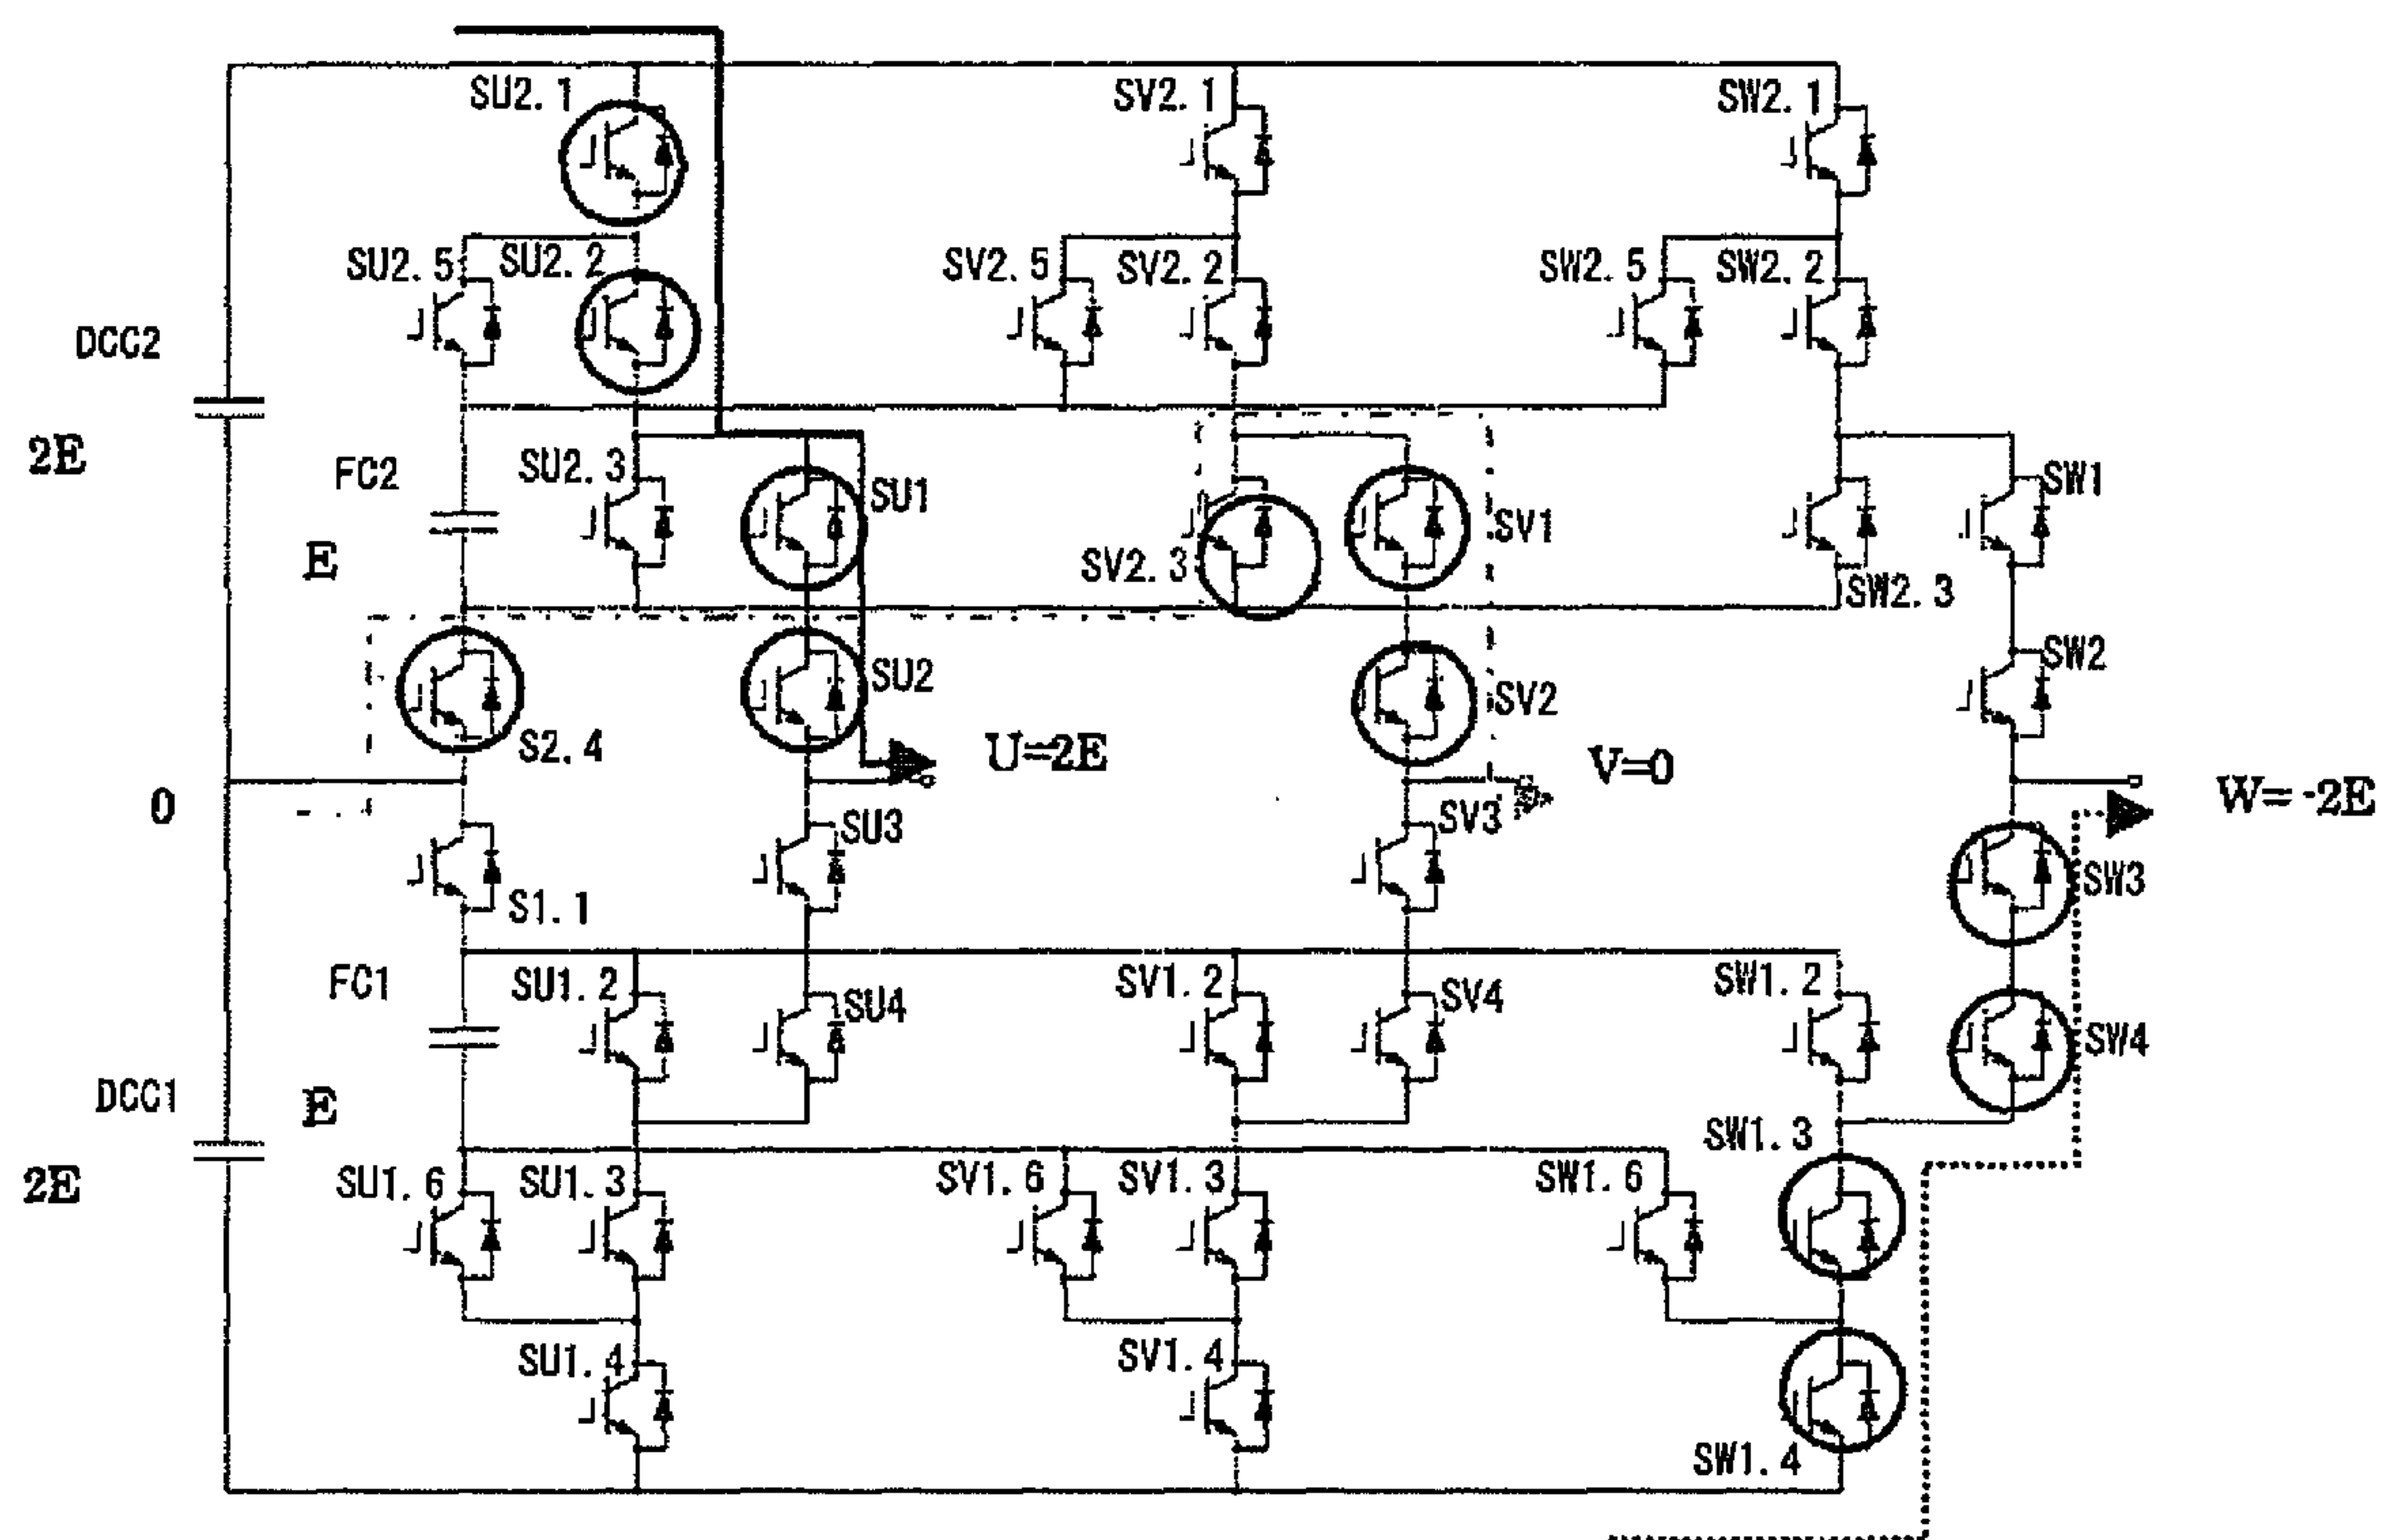 SU2.1
SV2.1
SW2.1
SU2.5
SU2.2
SV2.5
SV2.2
SW2.5
SW2.2
DCC2
2E
FC2
SU2.3
SU1
SV1
SW1
E
SV2.3
SW2.3
S2.4
SU2
SV2
SW2
U=2E
V=0
0
W=-2E
S1.1
SU3
SV3
SW3
FC1
SU1.2
SU4
SV1.2
SV4
SW1.2
SW4
DCC1
E
2E
SU1.6
SU1.3
SV1.6
SV1.3
SW1.6
SW1.3
SU1.4
SV1.4
SW1.4